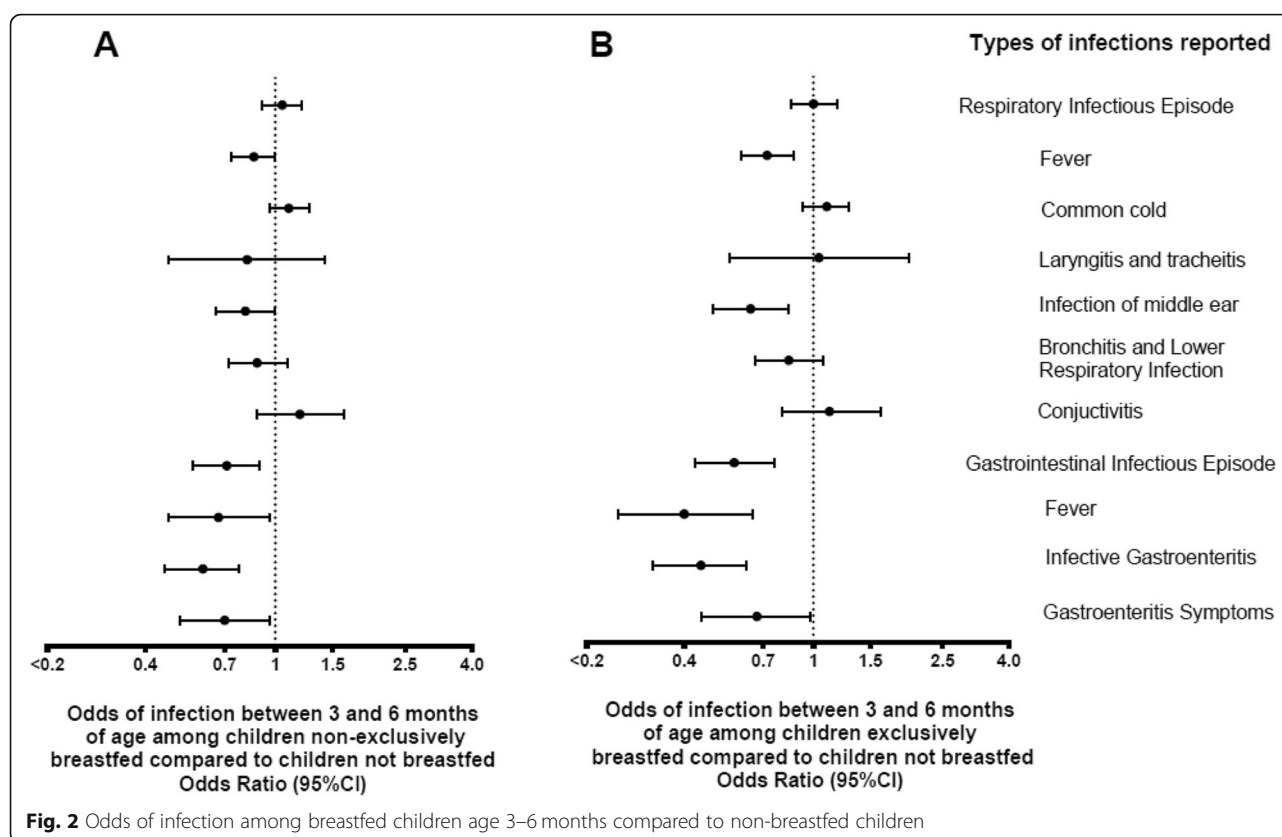 A
B
Types of infections reported
Respiratory Infectious Episode
Fever
Common cold
Laryngitis and tracheitis
Infection of middle ear
Bronchitis and Lower
Respiratory Infection
Conjuctivitis
Gastrointestinal Infectious Episode
Fever
Infective Gastroenteritis
Gastroenteritis Symptoms
<0.2 0.4 0.7 1 1.5 2.5 4.0
Odds of infection between 3 and 6 months
of age among children non-exclusively
breastfed compared to children not breastfed
Odds Ratio (95%CI)
<0.2 0.4 0.7 1 1.5 2.5 4.0
Odds of infection between 3 and 6 months
of age among children exclusively
breastfed compared to children not breastfed
Odds Ratio (95%CI)
Fig. 2 Odds of infection among breastfed children age 3–6 months compared to non-breastfed children